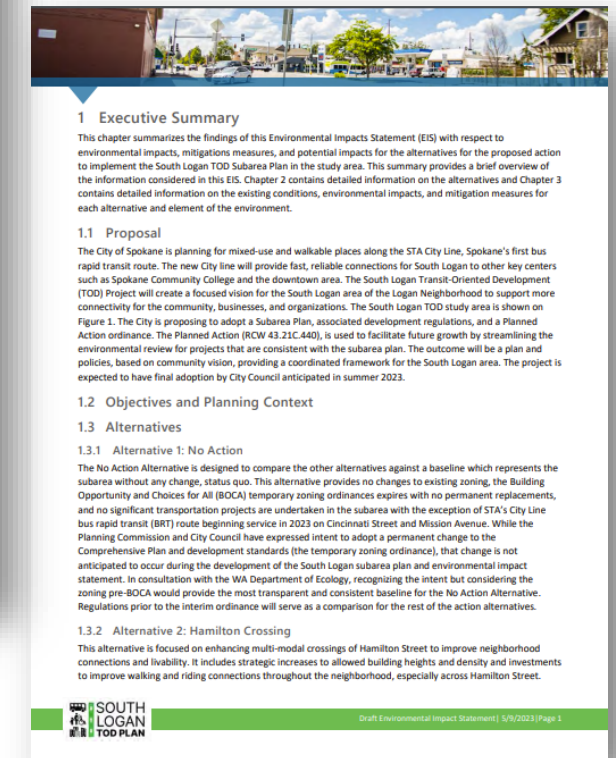 1 Executive Summary
This chapter summarizes the findings of this Environmental Impacts Statement (EIS) with respect to
environmental impacts, mitigations measures, and potential impacts for the alternatives for the proposed action
to implement the South Logan TOD Subarea Plan in the study area. This summary provides a brief overview of
the information considered in this EIS. Chapter 2 contains detailed information on the alternatives and Chapter 3
contains detailed information on the existing conditions, environmental impacts, and mitigation measures for
each alternative and element of the environment.
1.1 Proposal
The City of Spokane is planning for mixed-use and walkable places along the STA City Line, Spokane's first bus
rapid transit route. The new City line will provide fast, reliable connections for South Logan to other key centers
such as Spokane Community College and the downtown area. The South Logan Transit-Oriented Development
(TOD) Project will create a focused vision for the South Logan area of the Logan Neighborhood to support more
connectivity for the community, businesses, and organizations. The South Logan TOD study area is shown on
Figure 1. The City is proposing to adopt a Subarea Plan, associated development regulations, and a Planned
Action ordinance. The Planned Action (RCW 43.21C.440), is used to facilitate future growth by streamlining the
environmental review for projects that are consistent with the subarea plan. The outcome will be a plan and
policies, based on community vision, providing a coordinated framework for the South Logan area. The project is
expected to have final adoption by City Council anticipated in summer 2023.
1.2 Objectives and Planning Context
1.3 Alternatives
1.3.1 Alternative 1: No Action
The No Action Alternative is designed to compare the other alternatives against a baseline which represents the
subarea without any change, status quo. This alternative provides no changes to existing zoning, the Building
Opportunity and Choices for All (BOCA) temporary zoning ordinances expires with no permanent replacements,
and no significant transportation projects are undertaken in the subarea with the exception of STA's City Line
bus rapid transit (BRT) route beginning service in 2023 on Cincinnati Street and Mission Avenue. While the
Planning Commission and City Council have expressed intent to adopt a permanent change to the
Comprehensive Plan and development standards (the temporary zoning ordinance), that change is not
anticipated to occur during the development of the South Logan subarea plan and environmental impact
statement. In consultation with the WA Department of Ecology, recognizing the intent but considering the
zoning pre-BOCA would provide the most transparent and consistent baseline for the No Action Alternative.
Regulations prior to the interim ordinance will serve as a comparison for the rest of the action alternatives.
1.3.2 Alternative 2: Hamilton Crossing
This alternative is focused on enhancing multi-modal crossings of Hamilton Street to improve neighborhood
connections and livability. It includes strategic increases to allowed building heights and density and investments
to improve walking and riding connections throughout the neighborhood, especially across Hamilton Street.
SOUTH
LOGAN
TOD PLAN
Draft Environmental Impact Statement| 5/9/2023|Page 1